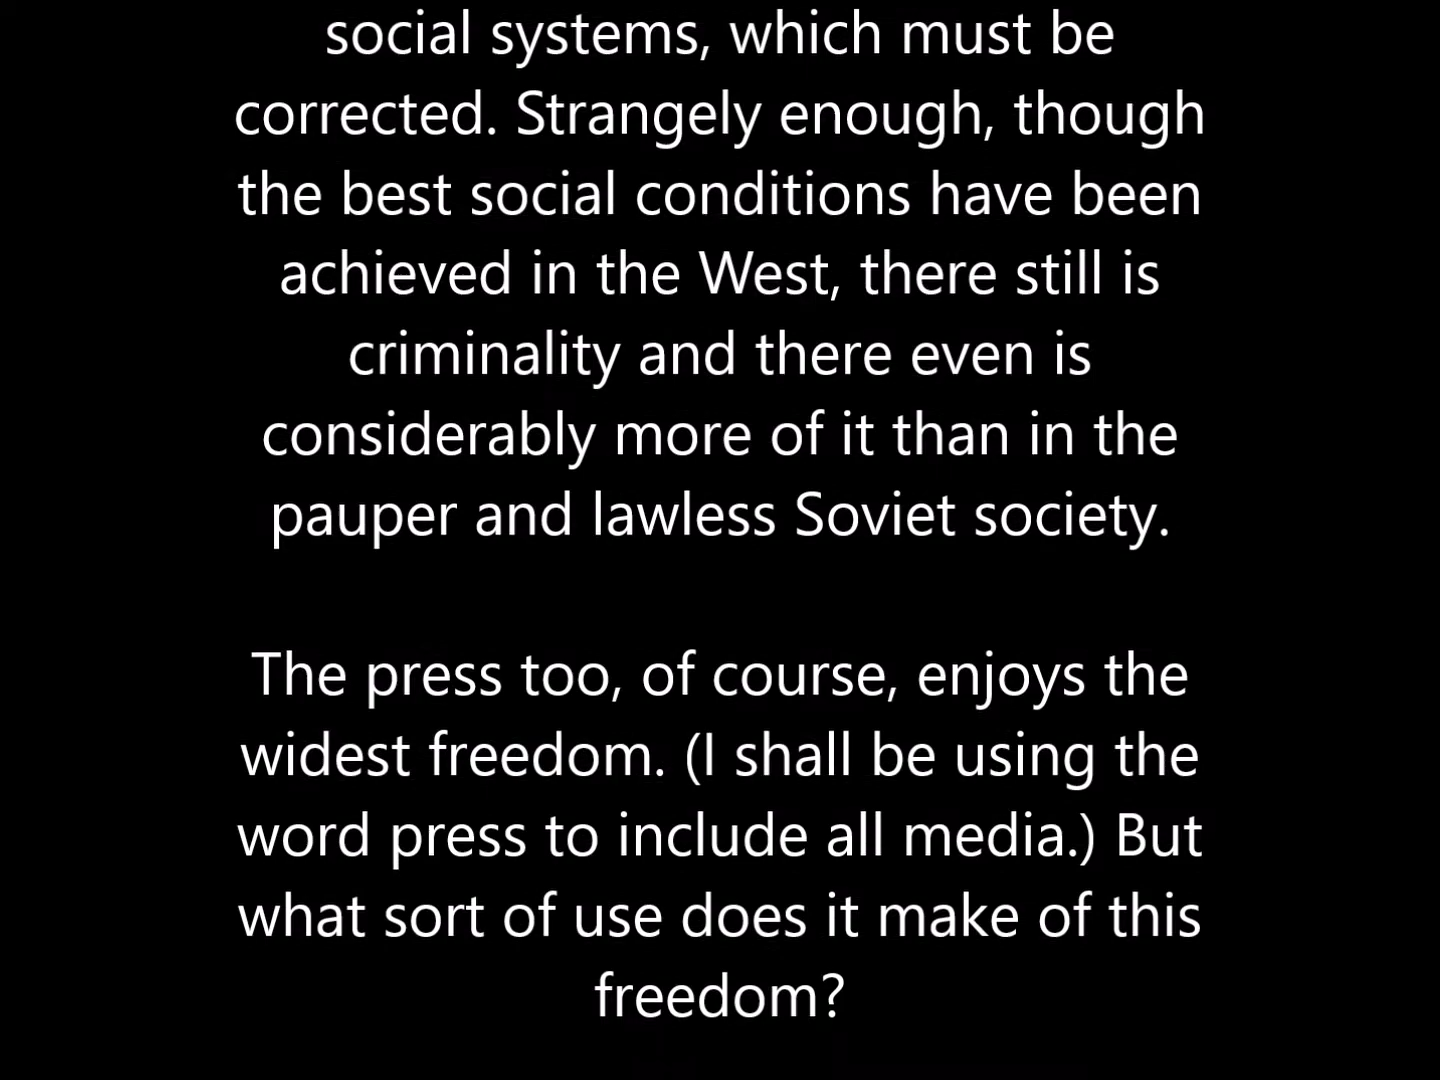 social systems, which must be
corrected. Strangely enough, though
the best social conditions have been
achieved in the West, there still is
criminality and there even is
considerably more of it than in the
pauper and lawless Soviet society.
The press too, of course, enjoys the
widest freedom. (I shall be using the
word press to include all media.) But
what sort of use does it make of this
freedom?